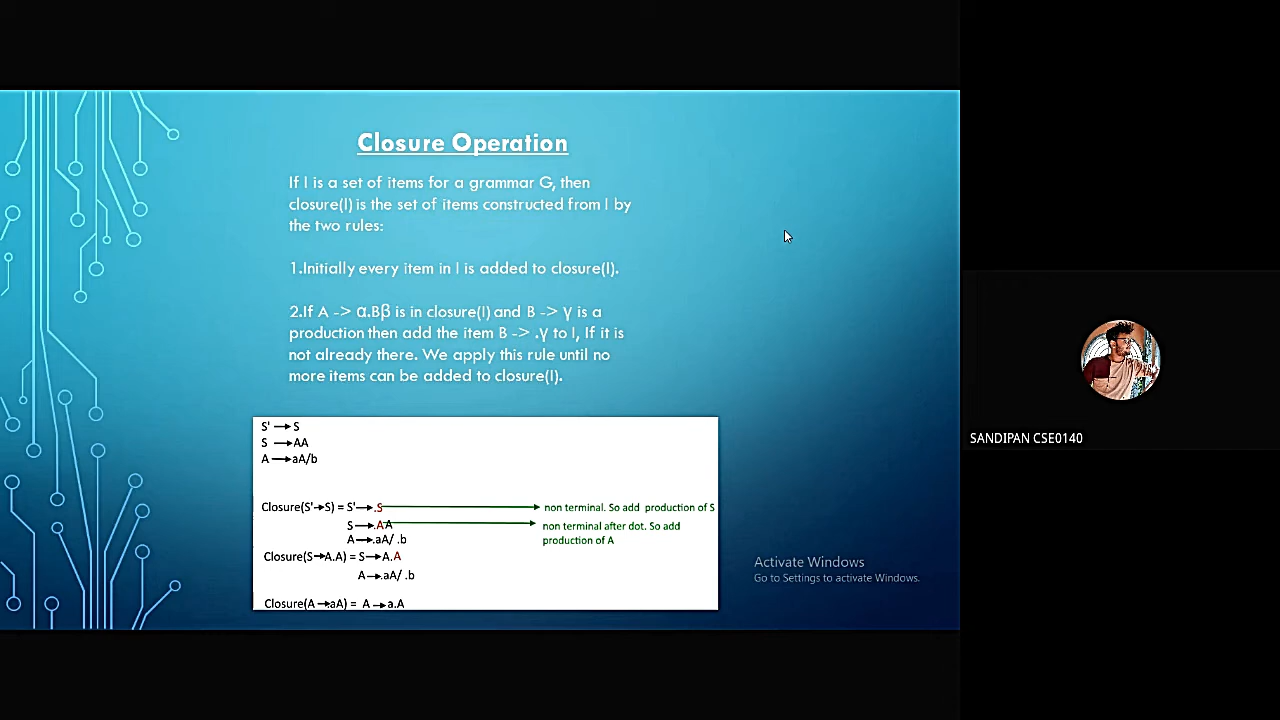 Closure Operation
If I is a set of items for a grammar G, then
closure(I) is the set of items constructed from I by
the two rules:
1.Initially every item in I is added to closure(I).
2.If A -> α.Bβ is in closure(I) and B -> γ is a
production then add the item B -> .γ to I, If it is
not already there. We apply this rule until no
more items can be added to closure(I).
S' → S
S → AA
A → aA/b
Closure(S'→S) = S'→ .S → non terminal. So add production of S
S → .AA → non terminal after dot. So add
production of A
A → .aA/ .b
Closure(S→A.A) = S→A.A
A → .aA/ .b
Closure(A →aA) = A → a.A
Activate Windows
Go to Settings to activate Windows.
SANDIPAN CSE0140